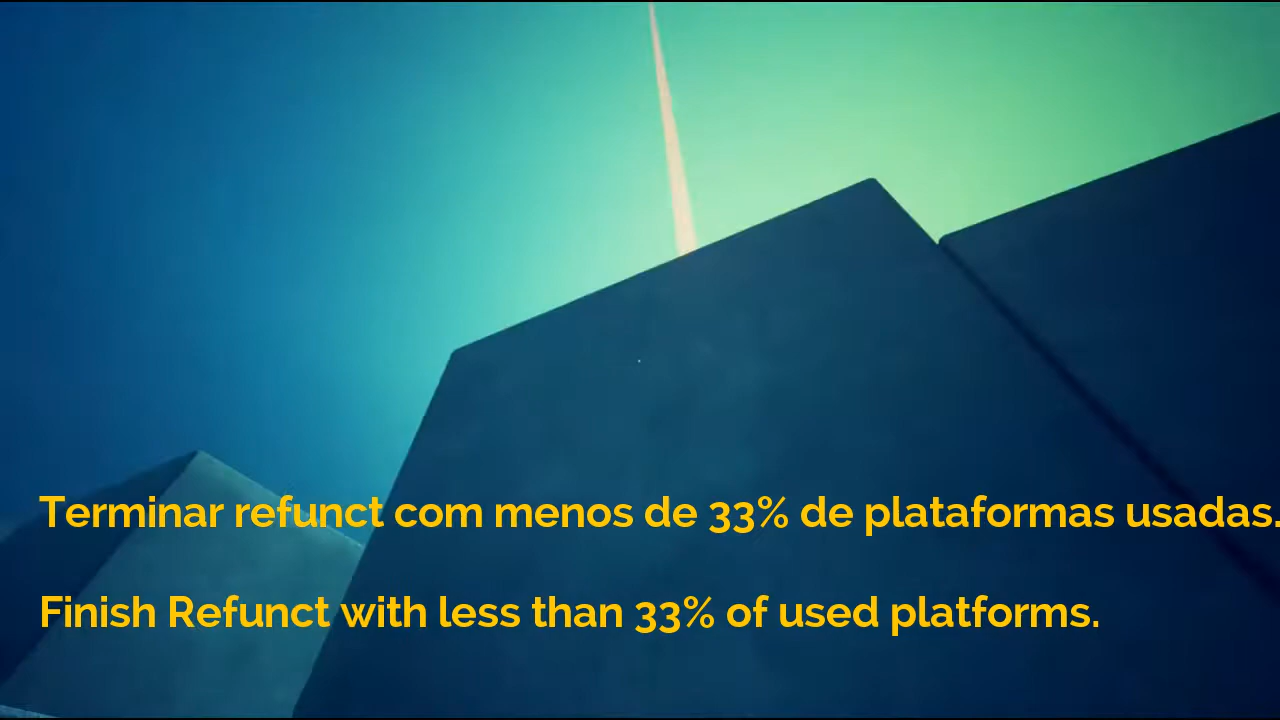 Terminar refunct com menos de 33% de plataformas usadas.
Finish Refunct with less than 33% of used platforms.